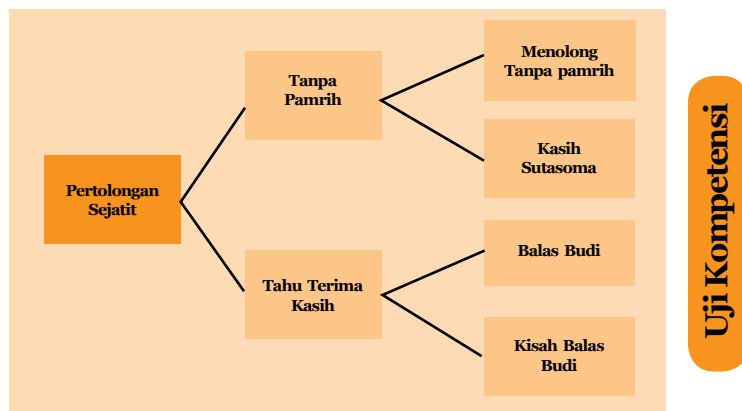 Pertolongan
Sejatit
Tanpa
Pamrih
Menolong
Tanpa pamrih
Kasih
Sutasoma
Tahu Terima
Kasih
Balas Budi
Kisah Balas
Budi
Uji Kompetensi